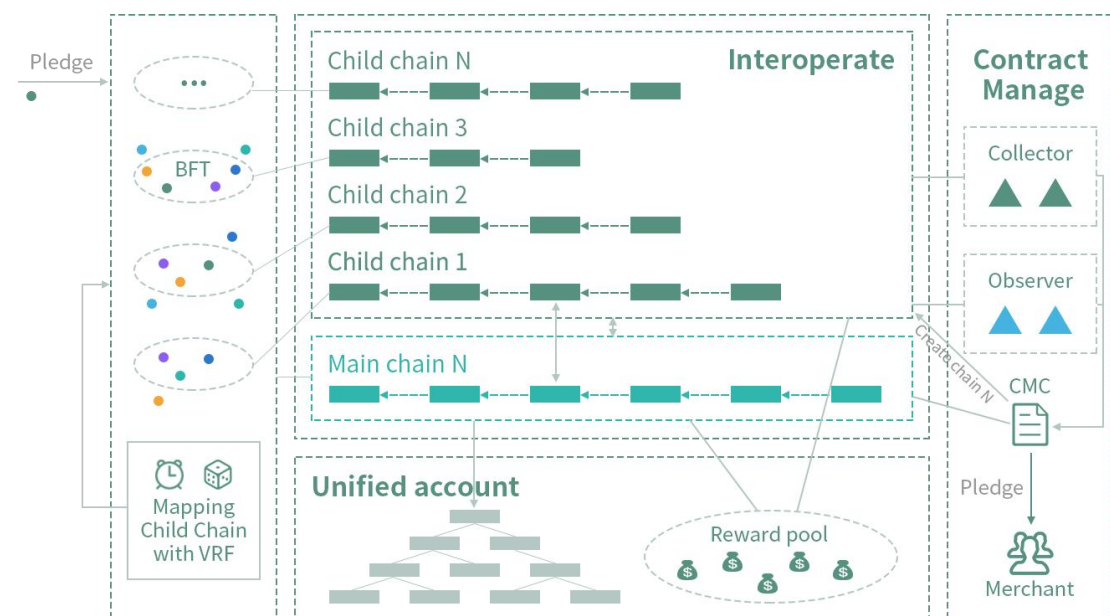 Pledge
...
BFT
Mapping
Child Chain
with VRF
Interoperate
Child chain N
Child chain 3
Child chain 2
Child chain 1
Main chain N
Unified account
Reward pool
$ $ $ $ $
Contract
Manage
Collector
Observer
Create chain N
CMC
Pledge
Merchant